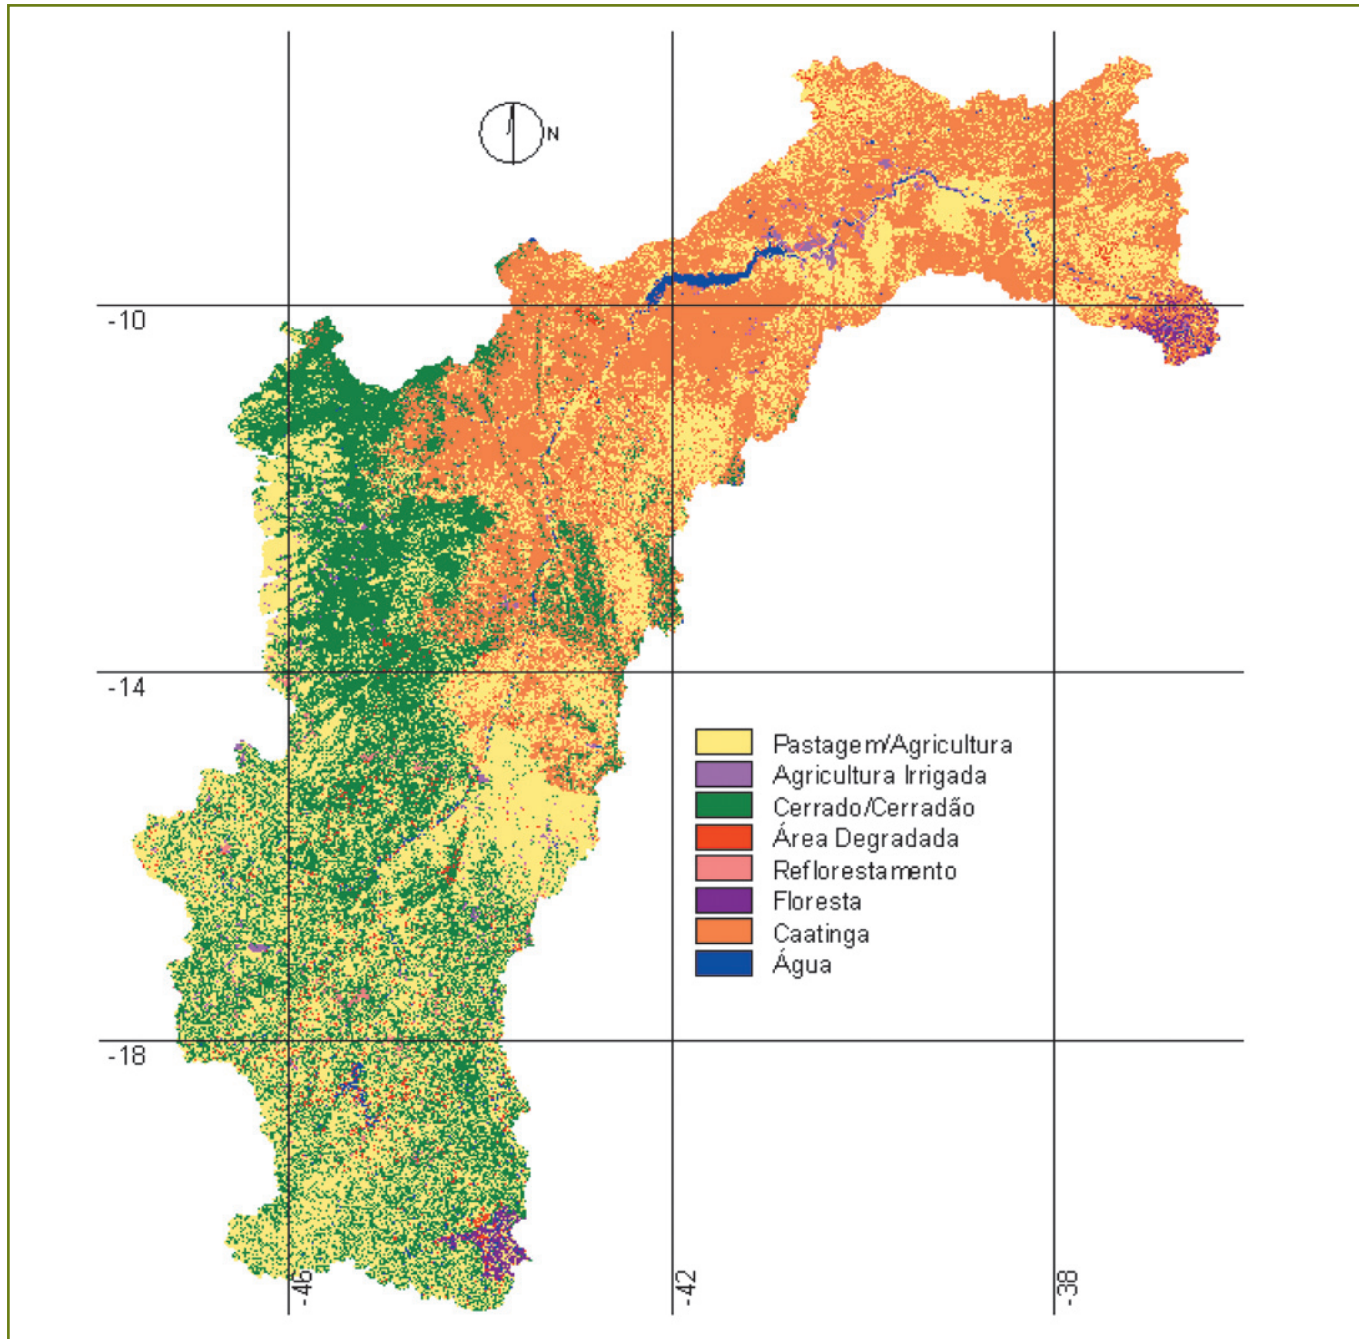 N
-10
-14
Pastagem/Agricultura
Agricultura Irrigada
Cerrado/Cerradão
Área Degradada
Reflorestamento
Floresta
Caatinga
Água
-18
-46
-42
-38